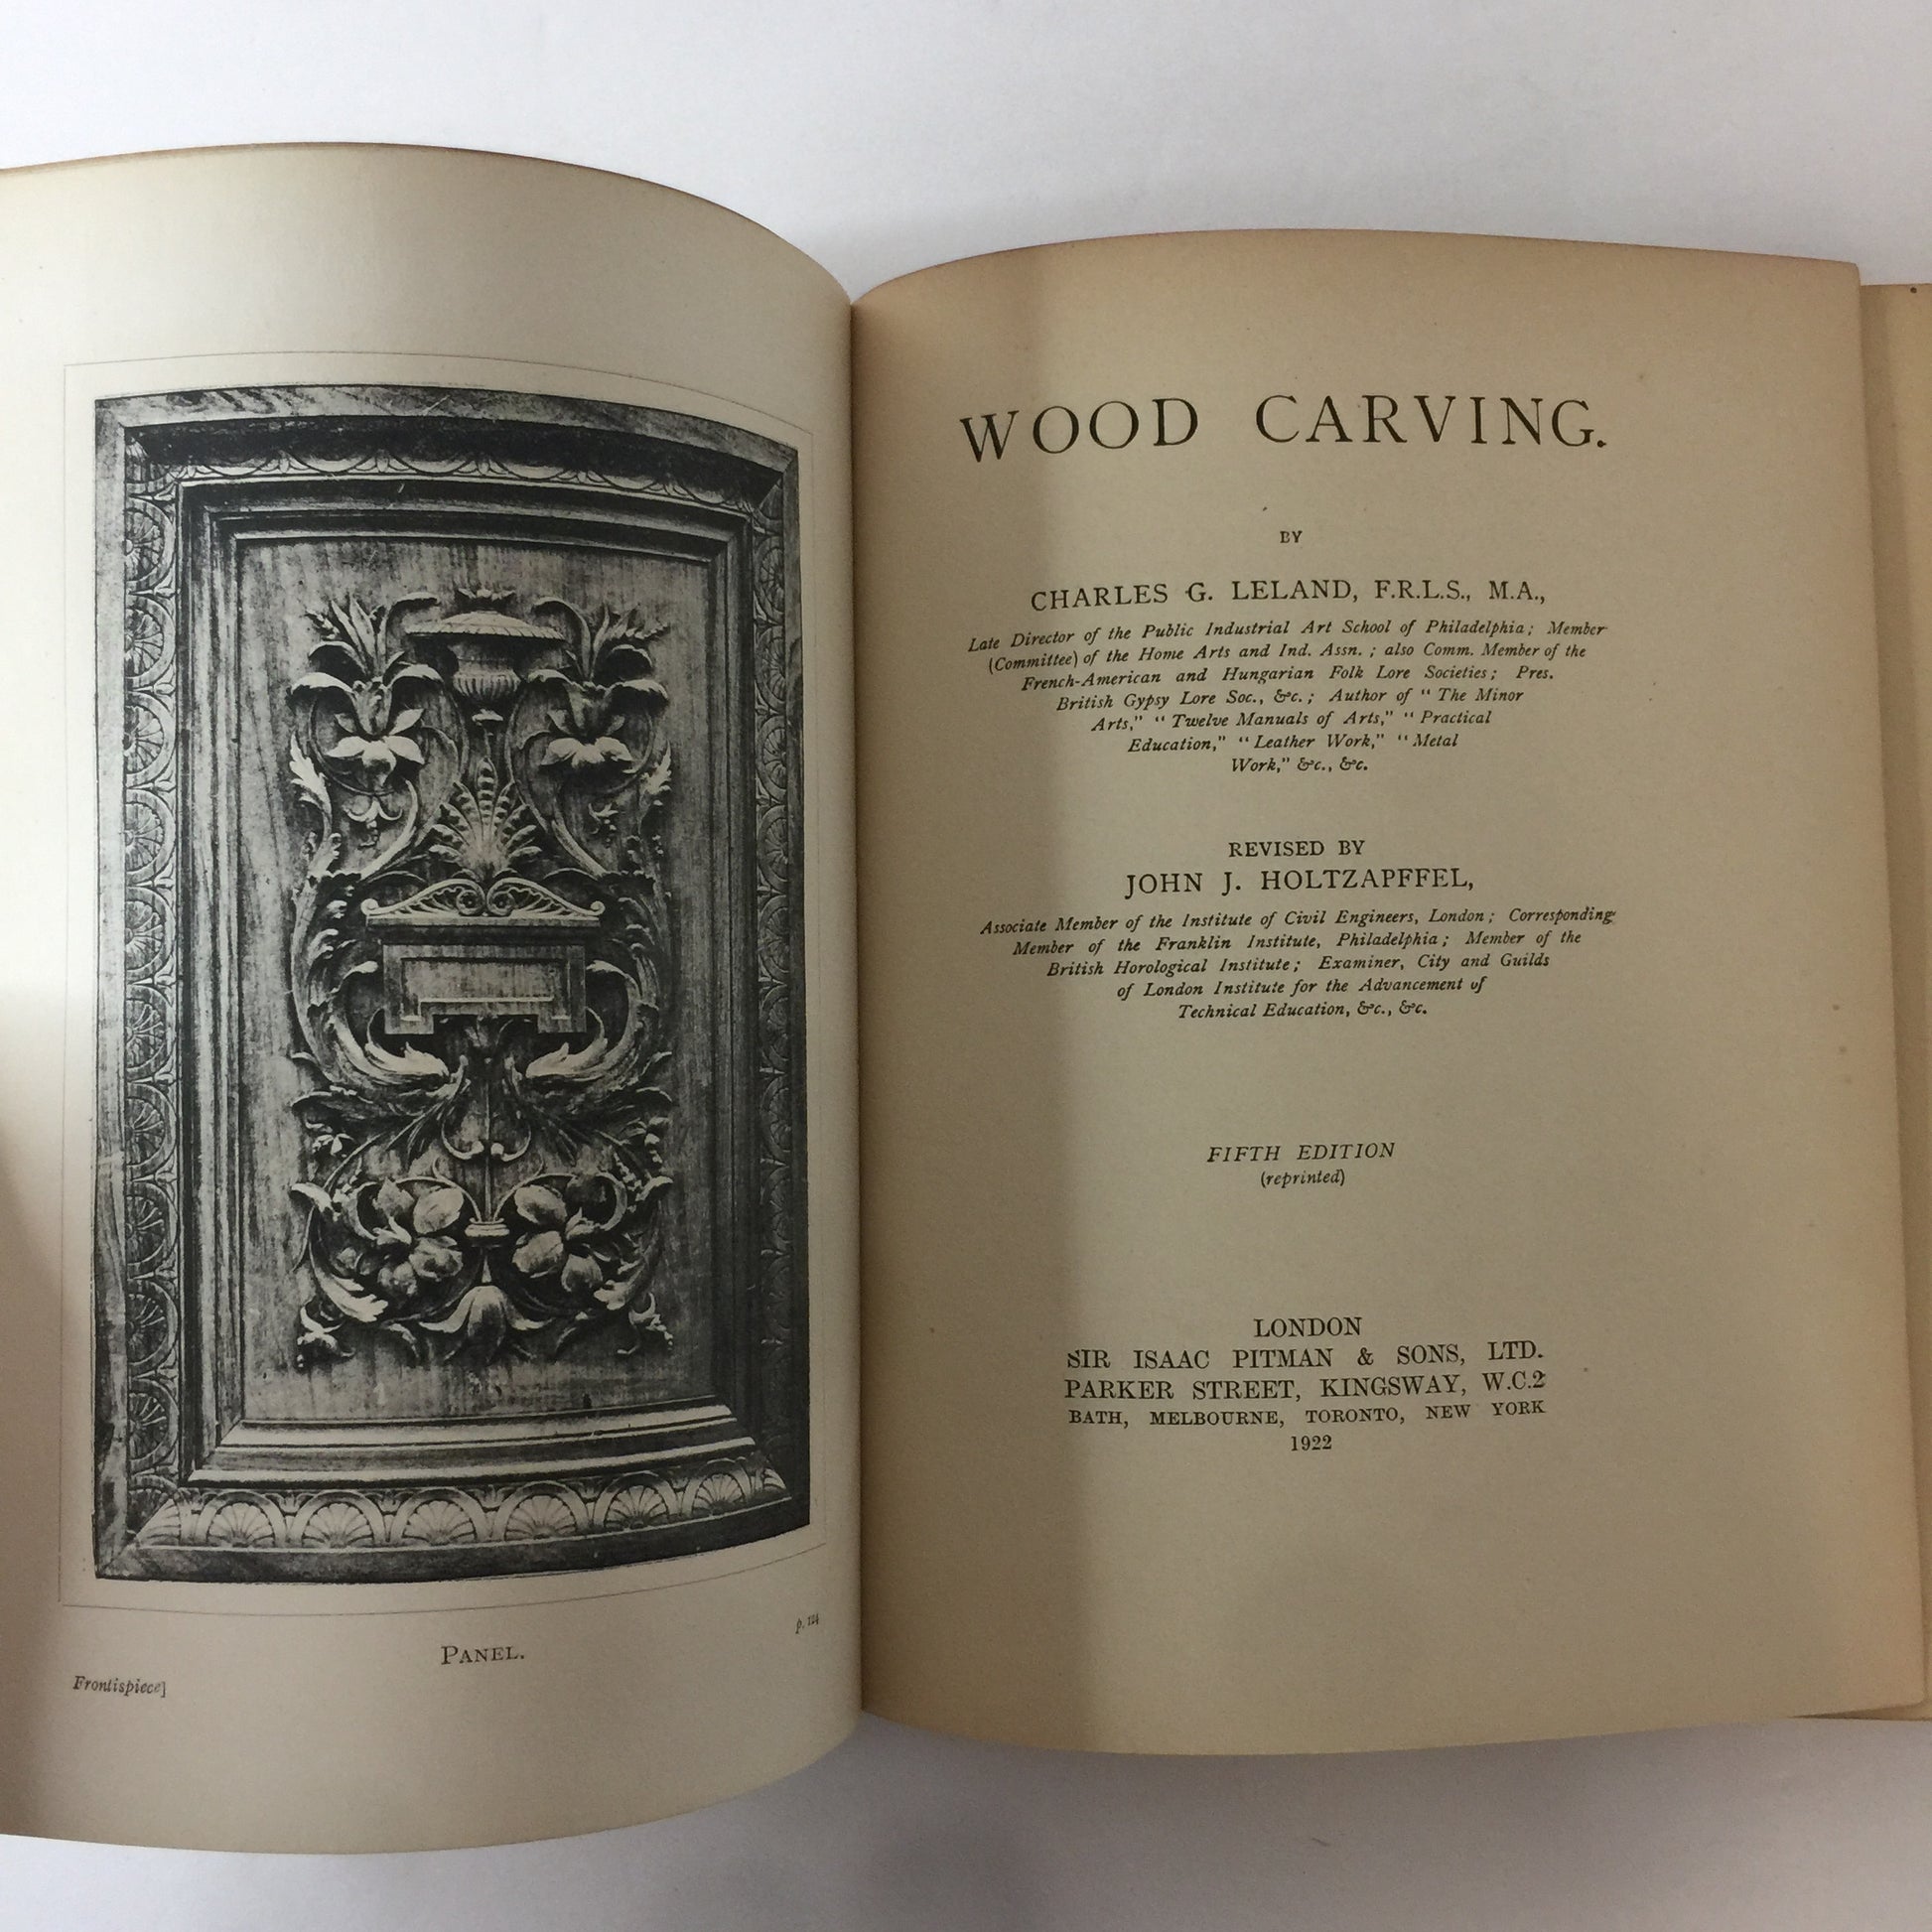 PANEL.
p. 124
Frontispiece]
WOOD CARVING.
BY
CHARLES G. LELAND, F.R.L.S., M.A.,
Late Director of the Public Industrial Art School of Philadelphia; Member
(Committee) of the Home Arts and Ind. Assn. ; also Comm. Member of the
French-American and Hungarian Folk Lore Societies; Pres.
British Gypsy Lore Soc., &c.; Author of "The Minor
Arts," "Twelve Manuals of Arts," "Practical
Education," "Leather Work," "Metal
Work," &c., &c.
REVISED BY
JOHN J. HOLTZAPFFEL,
Associate Member of the Institute of Civil Engineers, London; Corresponding
Member of the Franklin Institute, Philadelphia; Member of the
British Horological Institute; Examiner, City and Guilds
of London Institute for the Advancement of
Technical Education, &c., &c.
FIFTH EDITION
(reprinted)
LONDON
SIR ISAAC PITMAN & SONS, LTD.
PARKER STREET, KINGSWAY, W.C.2
BATH, MELBOURNE, TORONTO, NEW YORK
1922